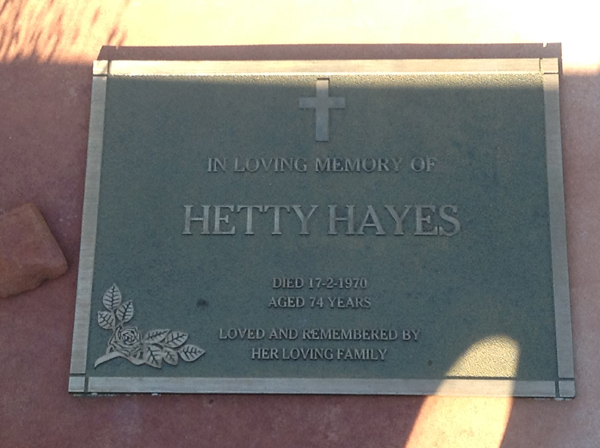 IN LOVING MEMORY OF
HETTY HAYES
DIED 17-2-1970
AGED 74 YEARS
LOVED AND REMEMBERED BY
HER LOVING FAMILY